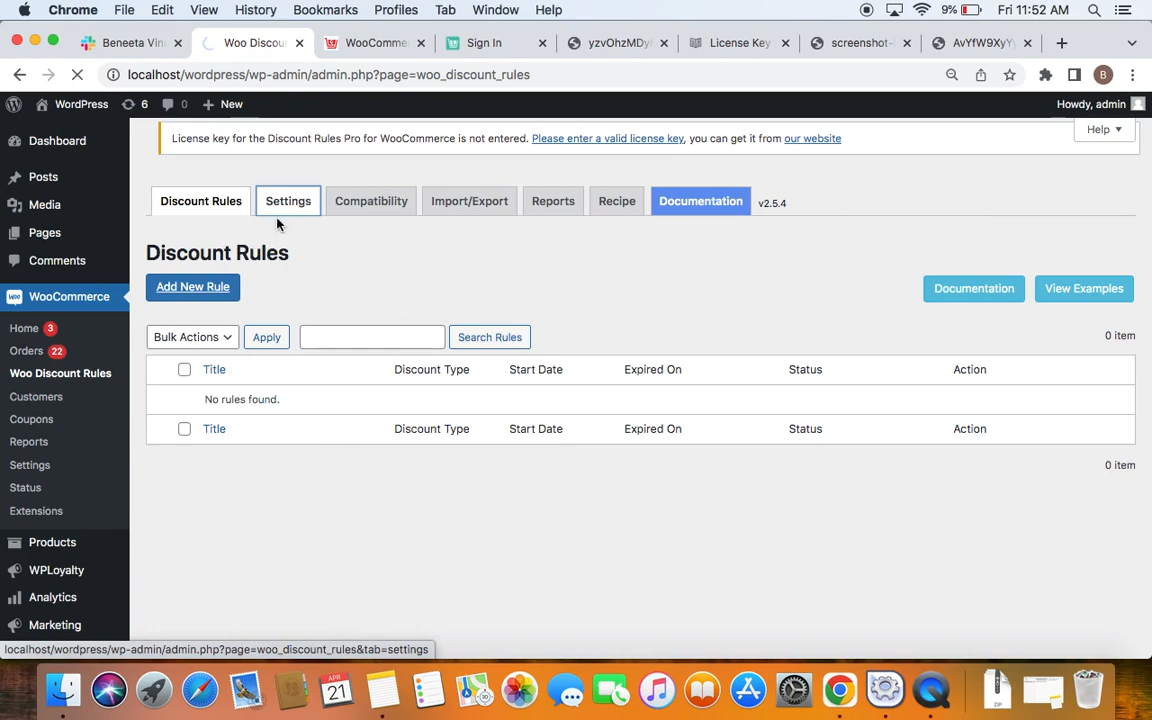 Chrome File Edit View History Bookmarks Profiles Tab Window Help 9% Fri 11:52 AM
Beneeta Vin Woo Discou WooComme Sign In yzvOhzMDy License Key screenshot- AvYfW9XyY
localhost/wordpress/wp-admin/admin.php?page=woo_discount_rules B
WordPress 6 0 New Howdy, admin
Help
License key for the Discount Rules Pro for WooCommerce is not entered. Please enter a valid license key, you can get it from our website
Dashboard
Posts
Media
Pages
Comments
WooCommerce
Home 3
Orders 22
Woo Discount Rules
Customers
Coupons
Reports
Settings
Status
Extensions
Products
WPLoyalty
Analytics
Marketing
Discount Rules Settings Compatibility Import/Export Reports Recipe Documentation v2.5.4
Discount Rules
Add New Rule Documentation View Examples
Bulk Actions Apply Search Rules 0 item
Title Discount Type Start Date Expired On Status Action
No rules found.
Title Discount Type Start Date Expired On Status Action
0 item
localhost/wordpress/wp-admin/admin.php?page=woo_discount_rules&tab=settings
APR
21
ZIP